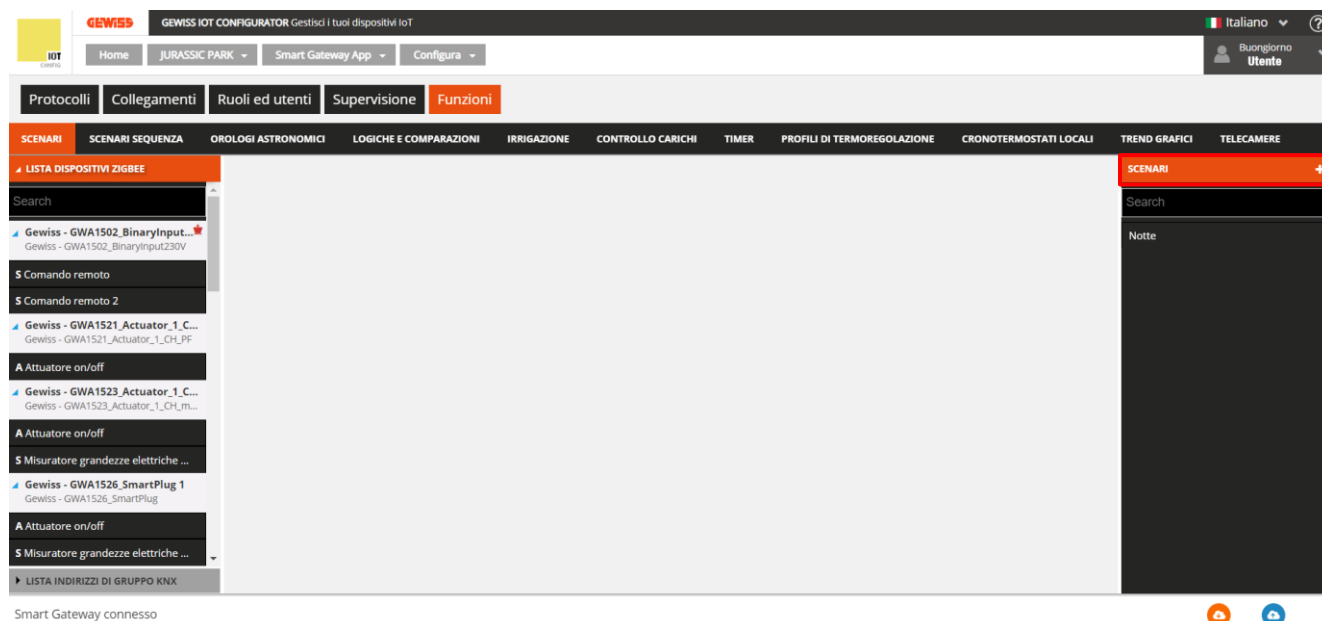 GEWISS
GEWISS IOT CONFIGURATOR Gestisci i tuoi dispositivi IoT
Italiano
?
IOT
CONFIG
Home
JURASSIC PARK
Smart Gateway App
Configura
Buongiorno
Utente
Protocolli
Collegamenti
Ruoli ed utenti
Supervisione
Funzioni
SCENARI
SCENARI SEQUENZA
OROLOGI ASTRONOMICI
LOGICHE E COMPARAZIONI
IRRIGAZIONE
CONTROLLO CARICHI
TIMER
PROFILI DI TERMOREGOLAZIONE
CRONOTERMOSTATI LOCALI
TREND GRAFICI
TELECAMERE
LISTA DISPOSITIVI ZIGBEE
Search
Gewiss - GWA1502_BinaryInput...
Gewiss - GWA1502_BinaryInput230V
S Comando remoto
S Comando remoto 2
Gewiss - GWA1521_Actuator_1_C...
Gewiss - GWA1521_Actuator_1_CH_PF
A Attuatore on/off
Gewiss - GWA1523_Actuator_1_C...
Gewiss - GWA1523_Actuator_1_CH_m...
A Attuatore on/off
S Misuratore grandezze elettriche ...
Gewiss - GWA1526_SmartPlug 1
Gewiss - GWA1526_SmartPlug
A Attuatore on/off
S Misuratore grandezze elettriche ...
LISTA INDIRIZZI DI GRUPPO KNX
SCENARI
Search
Notte
Smart Gateway connesso